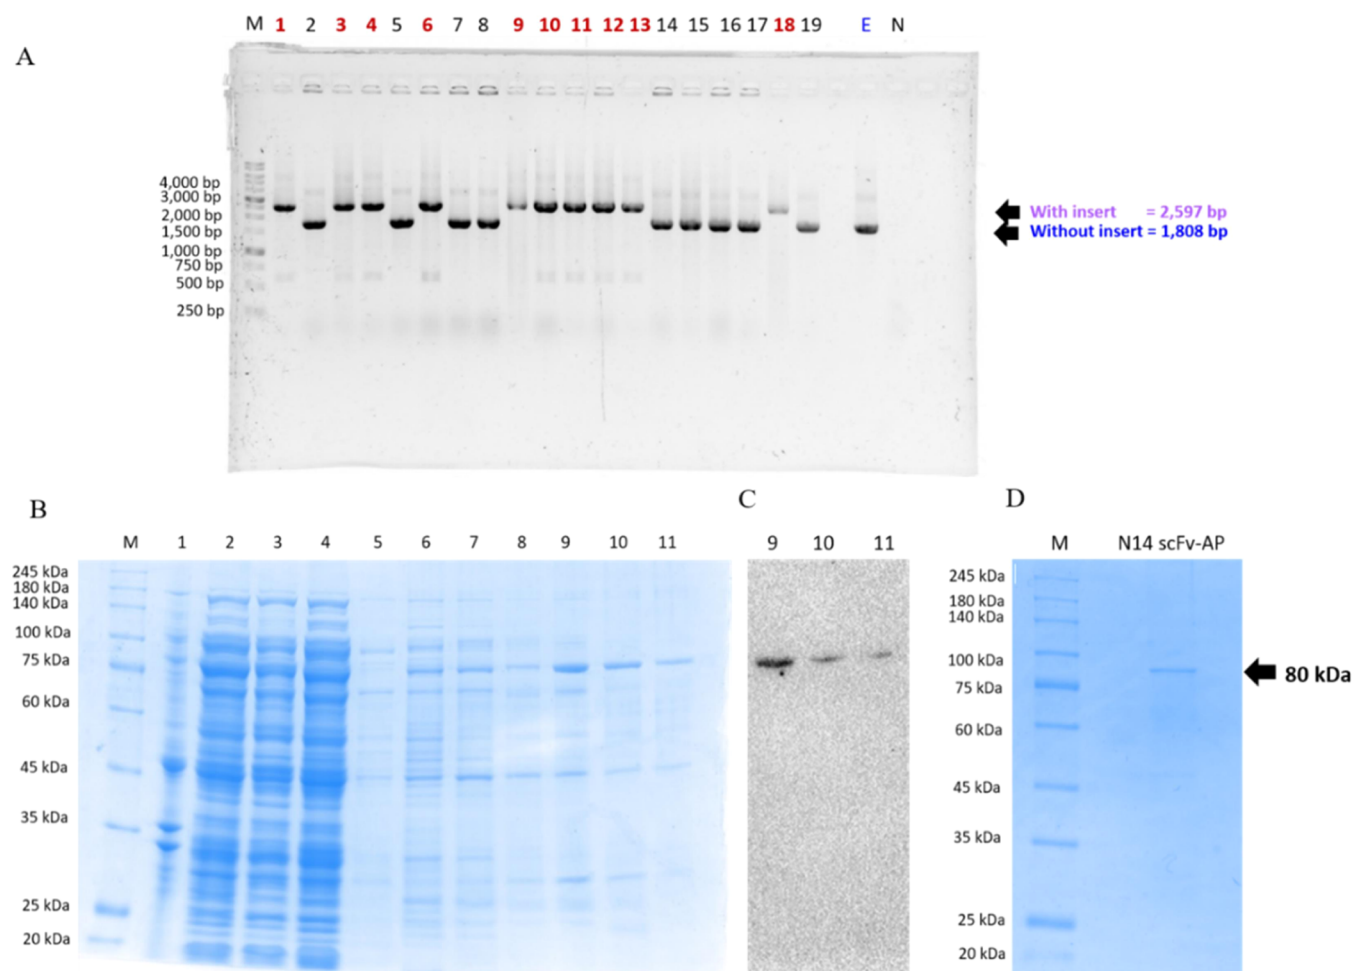 M 1 2 3 4 5 6 7 8 9 10 11 12 13 14 15 16 17 18 19 E N
A
4,000 bp
3,000 bp
2,000 bp
1,500 bp
1,000 bp
750 bp
500 bp
250 bp
With insert = 2,597 bp
Without insert = 1,808 bp
B
M 1 2 3 4 5 6 7 8 9 10 11
245 kDa
180 kDa
140 kDa
100 kDa
75 kDa
60 kDa
45 kDa
35 kDa
25 kDa
20 kDa
C
9 10 11
D
M N14 scFv-AP
245 kDa
180 kDa
140 kDa
100 kDa
75 kDa
60 kDa
45 kDa
35 kDa
25 kDa
20 kDa
80 kDa